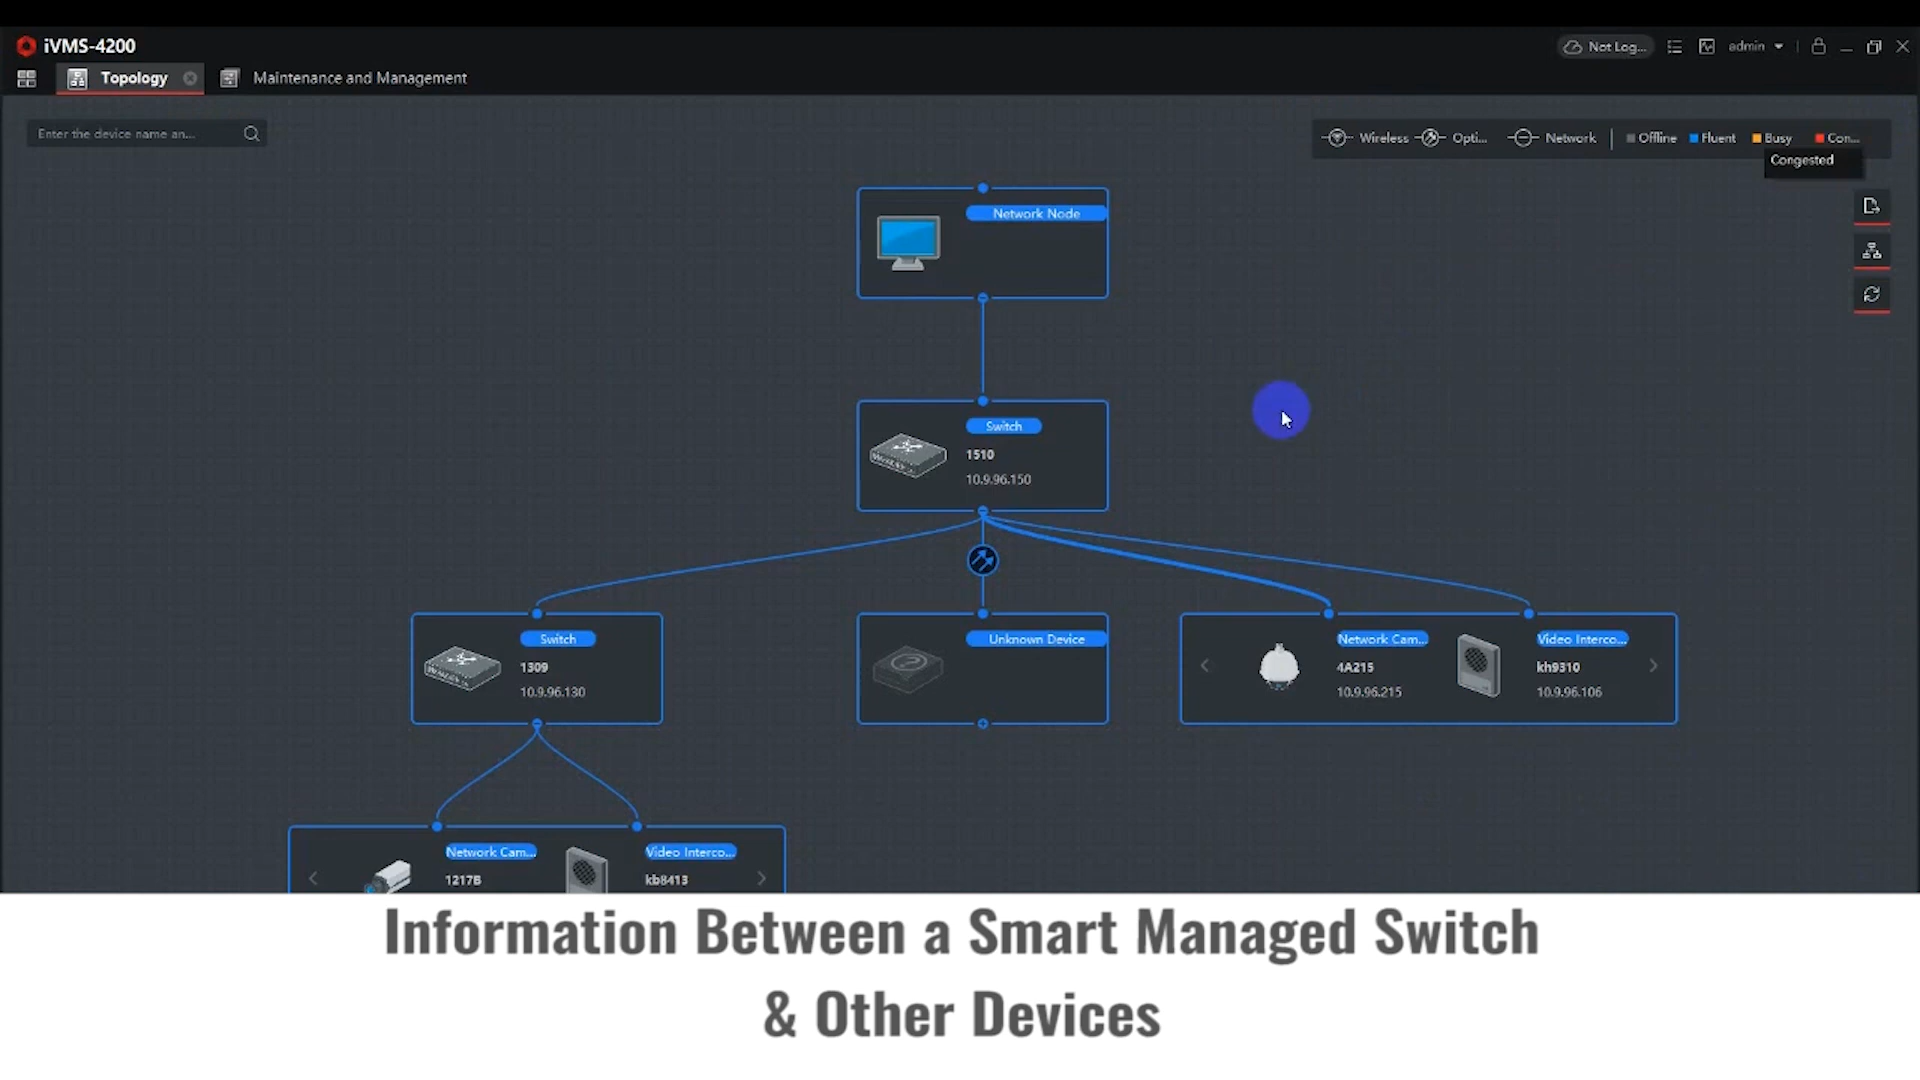 iVMS-4200
Not Log...
admin
Topology
Maintenance and Management
Enter the device name an...
Wireless
Opti...
Network
Offline
Fluent
Busy
Con...
Congested
Network Node
Switch
1510
10.9.96.150
Switch
1309
10.9.96.130
Unknown Device
Network Cam...
4A215
10.9.96.215
Video Interco...
kh9310
10.9.96.106
Network Cam...
1217B
Video Interco...
kb8413
Information Between a Smart Managed Switch
& Other Devices